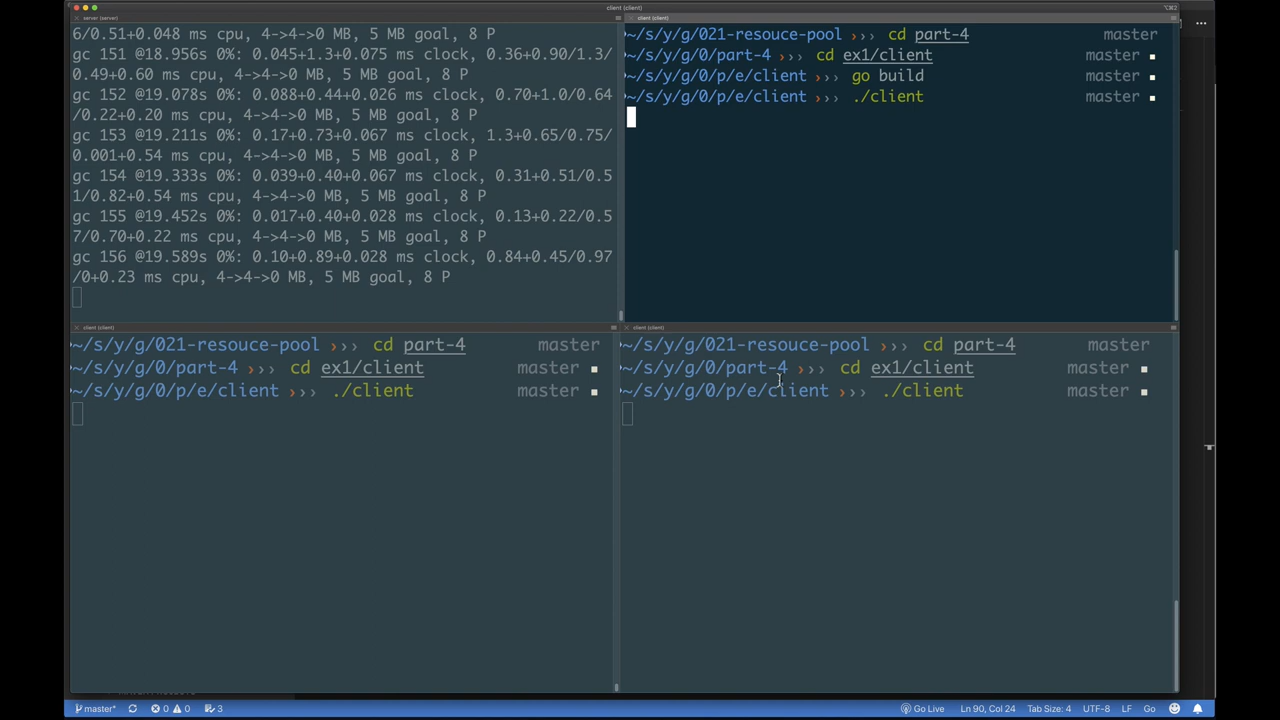 client (client)
⌥⌘2
server (server)
6/0.51+0.048 ms cpu, 4->4->0 MB, 5 MB goal, 8 P
gc 151 @18.956s 0%: 0.045+1.3+0.075 ms clock, 0.36+0.90/1.3/
0.49+0.60 ms cpu, 4->4->0 MB, 5 MB goal, 8 P
gc 152 @19.078s 0%: 0.088+0.44+0.026 ms clock, 0.70+1.0/0.64
/0.22+0.20 ms cpu, 4->4->0 MB, 5 MB goal, 8 P
gc 153 @19.211s 0%: 0.17+0.73+0.067 ms clock, 1.3+0.65/0.75/
0.001+0.54 ms cpu, 4->4->0 MB, 5 MB goal, 8 P
gc 154 @19.333s 0%: 0.039+0.40+0.067 ms clock, 0.31+0.51/0.5
1/0.82+0.54 ms cpu, 4->4->0 MB, 5 MB goal, 8 P
gc 155 @19.452s 0%: 0.017+0.40+0.028 ms clock, 0.13+0.22/0.5
7/0.70+0.22 ms cpu, 4->4->0 MB, 5 MB goal, 8 P
gc 156 @19.589s 0%: 0.10+0.89+0.028 ms clock, 0.84+0.45/0.97
/0+0.23 ms cpu, 4->4->0 MB, 5 MB goal, 8 P
client (client)
~/s/y/g/021-resouce-pool ››› cd part-4 master
~/s/y/g/0/part-4 ››› cd ex1/client master ▪
~/s/y/g/0/p/e/client ››› go build master ▪
~/s/y/g/0/p/e/client ››› ./client master ▪
client (client)
~/s/y/g/021-resouce-pool ››› cd part-4 master
~/s/y/g/0/part-4 ››› cd ex1/client master ▪
~/s/y/g/0/p/e/client ››› ./client master ▪
client (client)
~/s/y/g/021-resouce-pool ››› cd part-4 master
~/s/y/g/0/part-4 ››› cd ex1/client master ▪
~/s/y/g/0/p/e/client ››› ./client master ▪
master* 0 0 3 Go Live Ln 90, Col 24 Tab Size: 4 UTF-8 LF Go